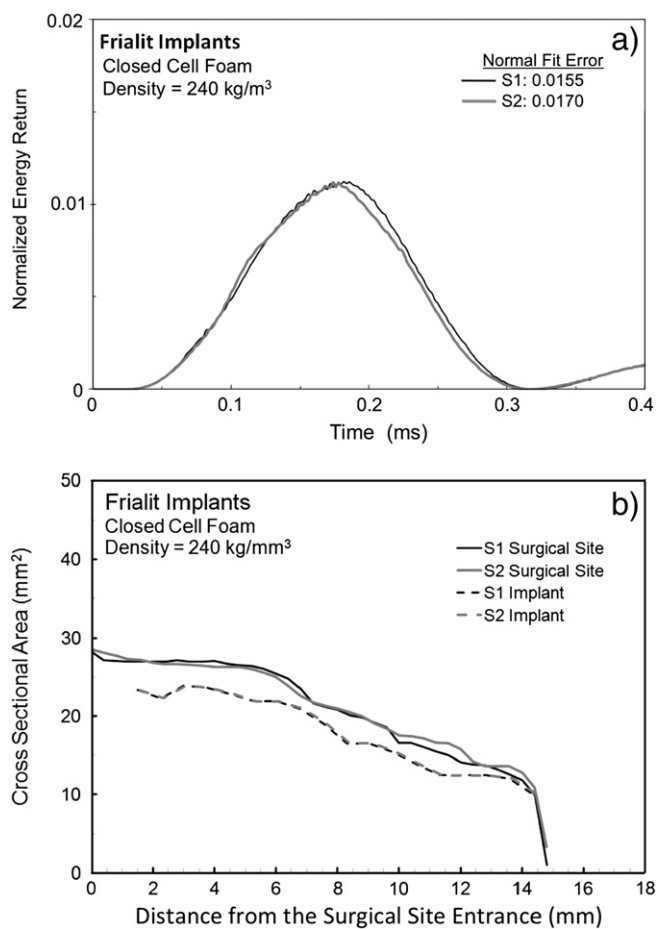 a)
Frialit Implants
Closed Cell Foam
Density = 240 kg/m³
Normal Fit Error
S1: 0.0155
S2: 0.0170
0.02
0.01
0
Normalized Energy Return
0 0.1 0.2 0.3 0.4
Time (ms)
b)
Frialit Implants
Closed Cell Foam
Density = 240 kg/mm³
S1 Surgical Site
S2 Surgical Site
S1 Implant
S2 Implant
50
40
30
20
10
0
Cross Sectional Area (mm²)
0 2 4 6 8 10 12 14 16 18
Distance from the Surgical Site Entrance (mm)